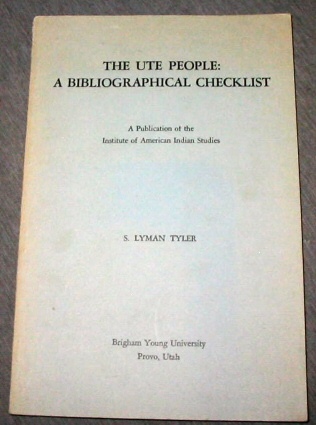 THE UTE PEOPLE:
A BIBLIOGRAPHICAL CHECKLIST
A Publication of the
Institute of American Indian Studies
S. LYMAN TYLER
Brigham Young University
Provo, Utah